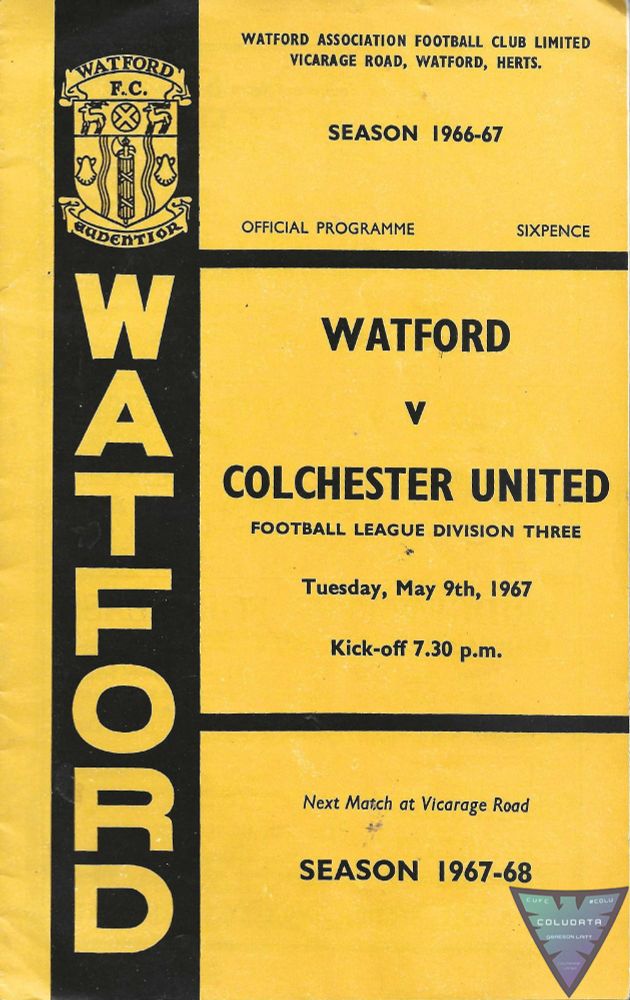 WATFORD
F.C.
AUDENTIOR
WATFORD
WATFORD ASSOCIATION FOOTBALL CLUB LIMITED
VICARAGE ROAD, WATFORD, HERTS.
SEASON 1966-67
OFFICIAL PROGRAMME SIXPENCE
WATFORD
V
COLCHESTER UNITED
FOOTBALL LEAGUE DIVISION THREE
Tuesday, May 9th, 1967
Kick-off 7.30 p.m.
Next Match at Vicarage Road
SEASON 1967-68
CUFC #COLU
COLUDATA